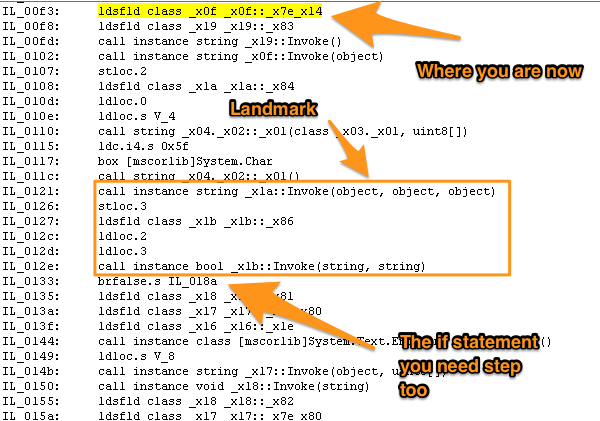 IL_00f3: ldsfld class _x0f _x0f::_x7e_x14
IL_00f8: ldsfld class _x19 _x19::_x83
IL_00fd: call instance string _x19::Invoke()
IL_0102: call instance string _x0f::Invoke(object)
IL_0107: stloc.2
IL_0108: ldsfld class _x1a _x1a::_x84
IL_010d: ldloc.0
IL_010e: ldloc.s V_4
IL_0110: call string _x04._x02::_x01(class _x03._x01, uint8[])
IL_0115: ldc.i4.s 0x5f
IL_0117: box [mscorlib]System.Char
IL_011c: call string _x04._x02::_x01()
IL_0121: call instance string _x1a::Invoke(object, object, object)
IL_0126: stloc.3
IL_0127: ldsfld class _x1b _x1b::_x86
IL_012c: ldloc.2
IL_012d: ldloc.3
IL_012e: call instance bool _x1b::Invoke(string, string)
IL_0133: brfalse.s IL_018a
IL_0135: ldsfld class _x18 x81
IL_013a: ldsfld class _x17 _x17 x80
IL_013f: ldsfld class _x16 _x16::_x1e
IL_0144: call instance class [mscorlib]System.Text. ()
IL_0149: ldloc.s V_8
IL_014b: call instance string _x17::Invoke(object,
IL_0150: call instance void _x18::Invoke(string)
IL_0155: ldsfld class _x18 _x18::_x82
IL_015a: ldsfld class _x17 _x17::_x7e_x80
Where you are now
Landmark
The if statement
you need step
too